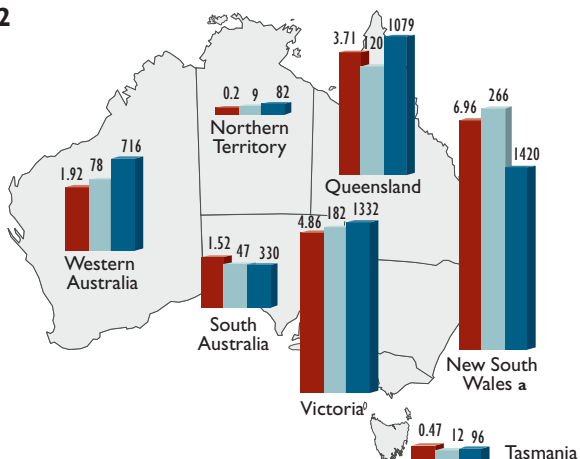 2
3.71 120 1079
0.2 9 82
Northern
Territory
6.96 266
1420
1.92 78 716
Queensland
4.86 182 1332
1.52 47 330
Western
Australia
South
Australia
New South
Wales a
Victoria
0.47 12 96
Tasmania